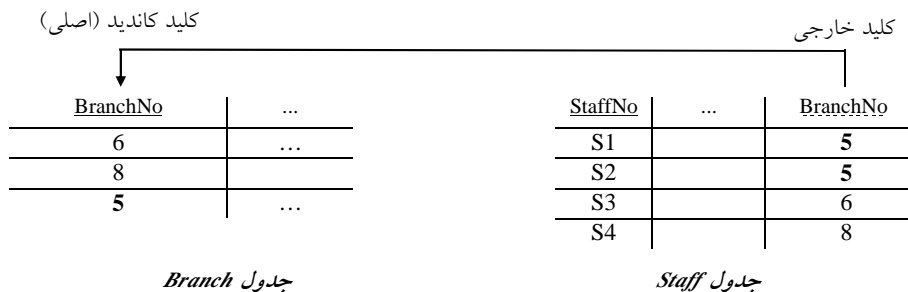 کلید کاندید (اصلی)
کلید خارجی
BranchNo ...
6 ...
8
5 ...
جدول Branch
StaffNo ... BranchNo
S1 5
S2 5
S3 6
S4 8
جدول Staff